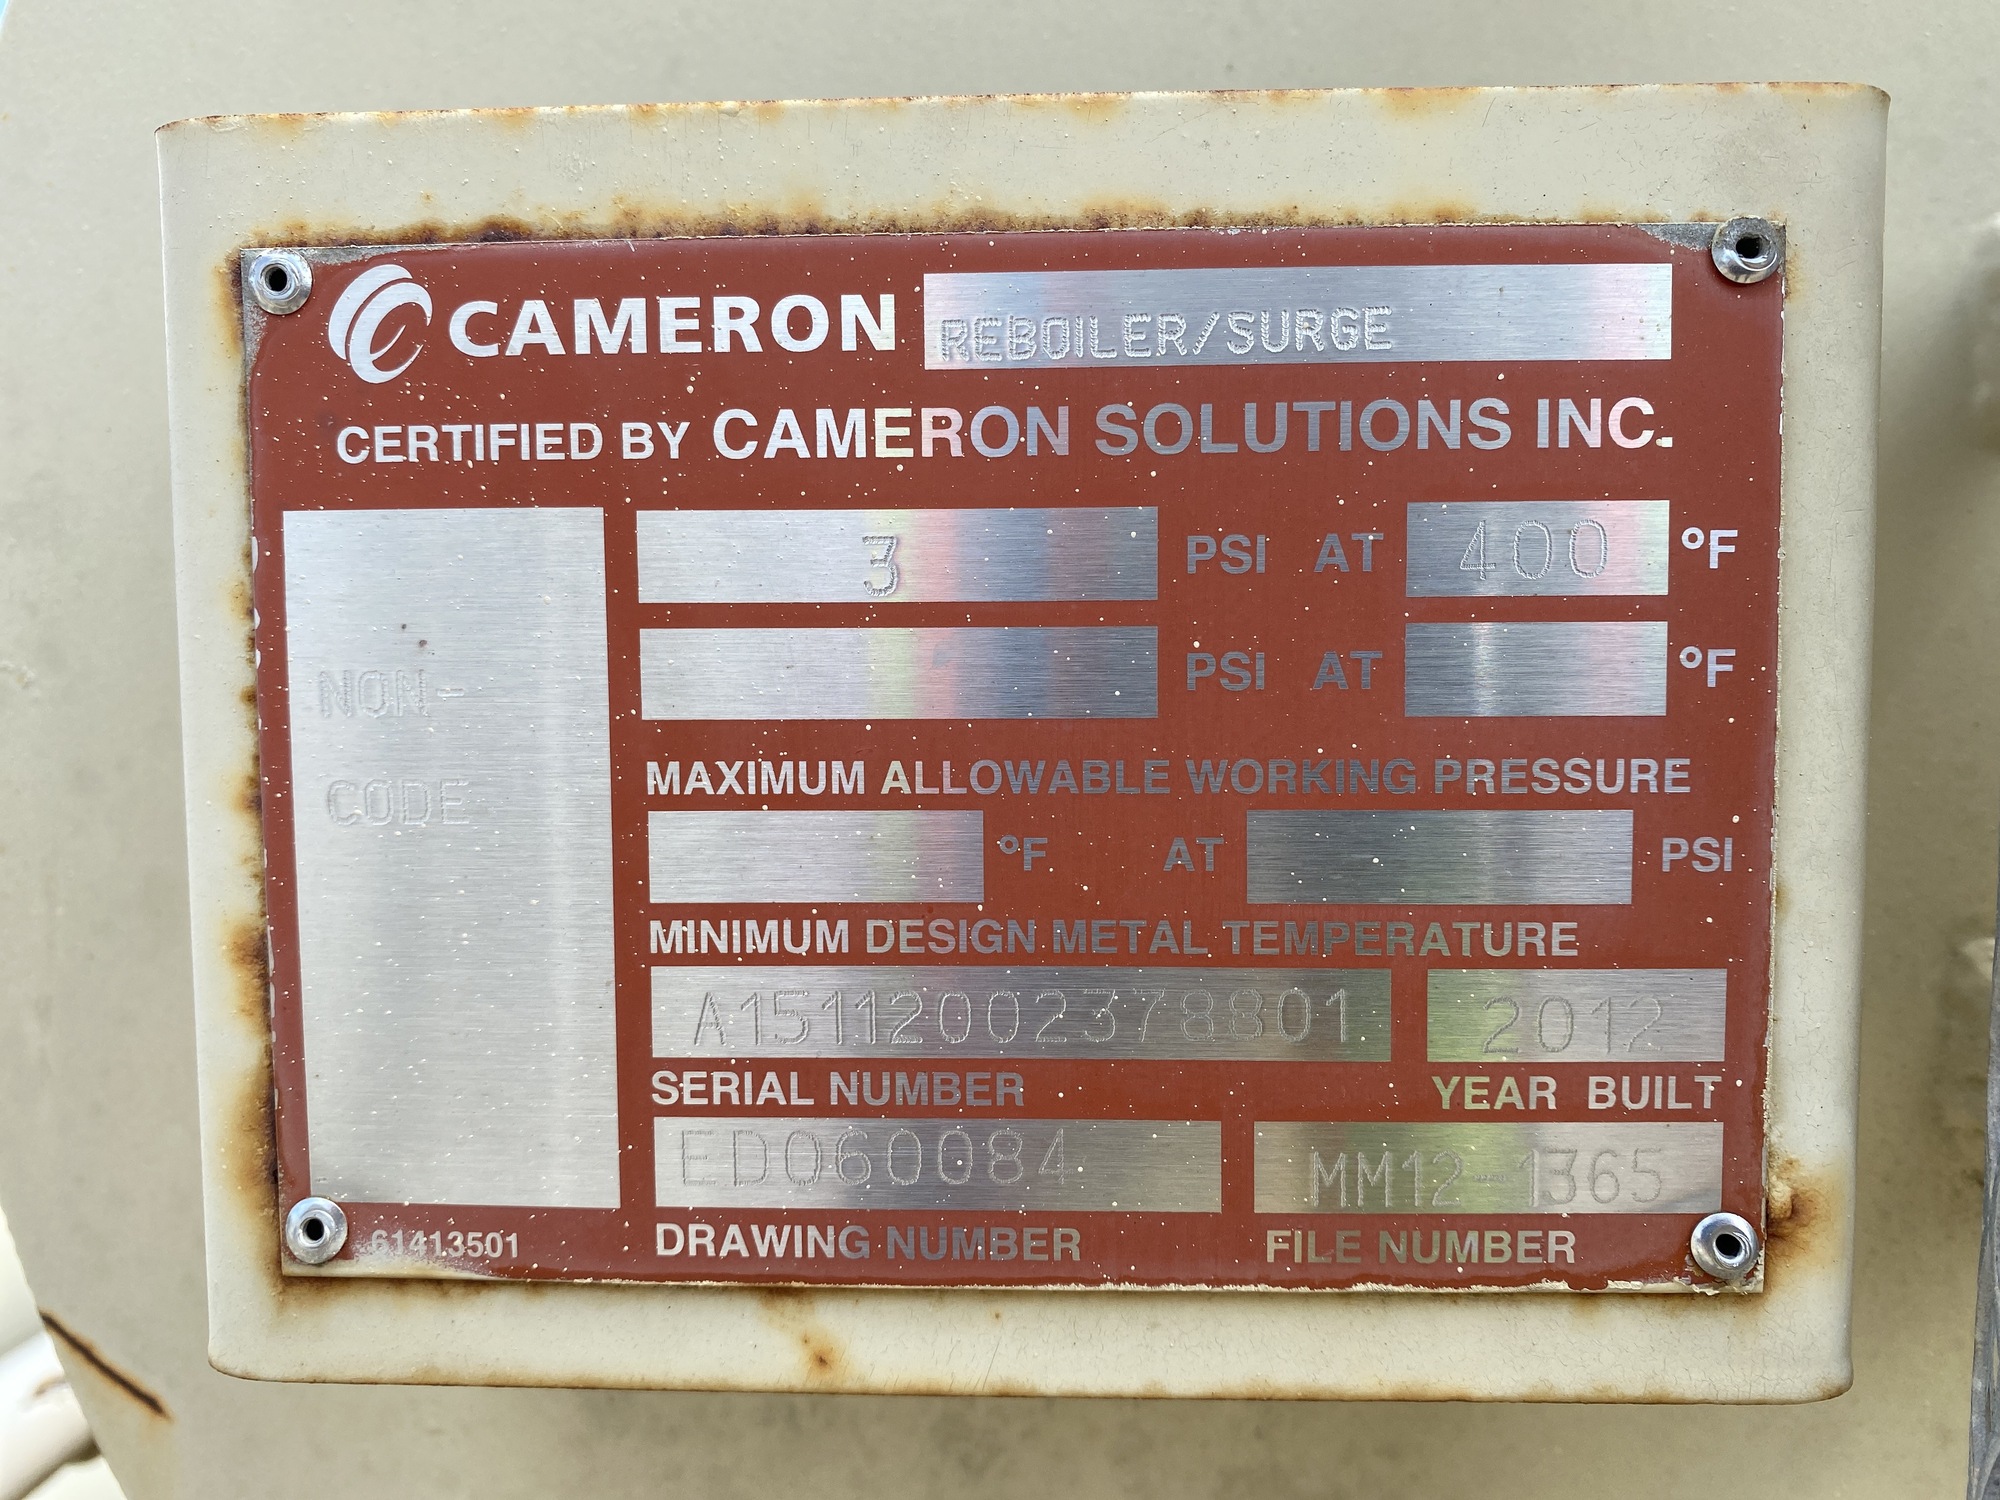 CAMERON REBOILER/SURGE
CERTIFIED BY CAMERON SOLUTIONS INC.
NON-
CODE
3 PSI AT 400 °F
PSI AT °F
MAXIMUM ALLOWABLE WORKING PRESSURE
°F AT PSI
MINIMUM DESIGN METAL TEMPERATURE
A15112002378801 2012
SERIAL NUMBER YEAR BUILT
ED060084 MM12-1365
DRAWING NUMBER FILE NUMBER
61413501